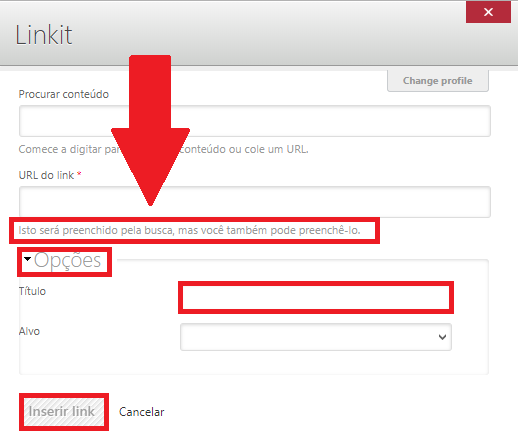 Linkit
Change profile
Procurar conteúdo
Comece a digitar par conteúdo ou cole um URL.
URL do link *
Isto será preenchido pela busca, mas você também pode preenchê-lo.
Opções
Título
Alvo
Inserir link Cancelar